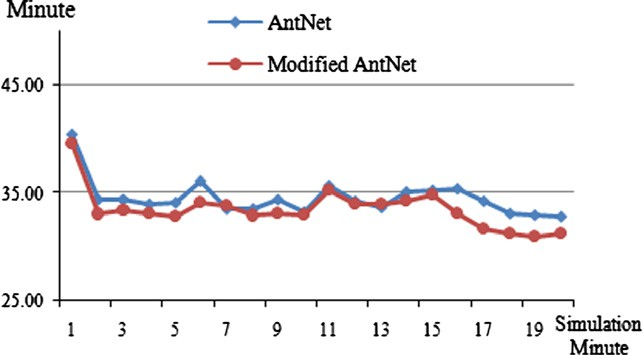 Minute
AntNet
Modified AntNet
45.00
35.00
25.00
1 3 5 7 9 11 13 15 17 19
Simulation
Minute